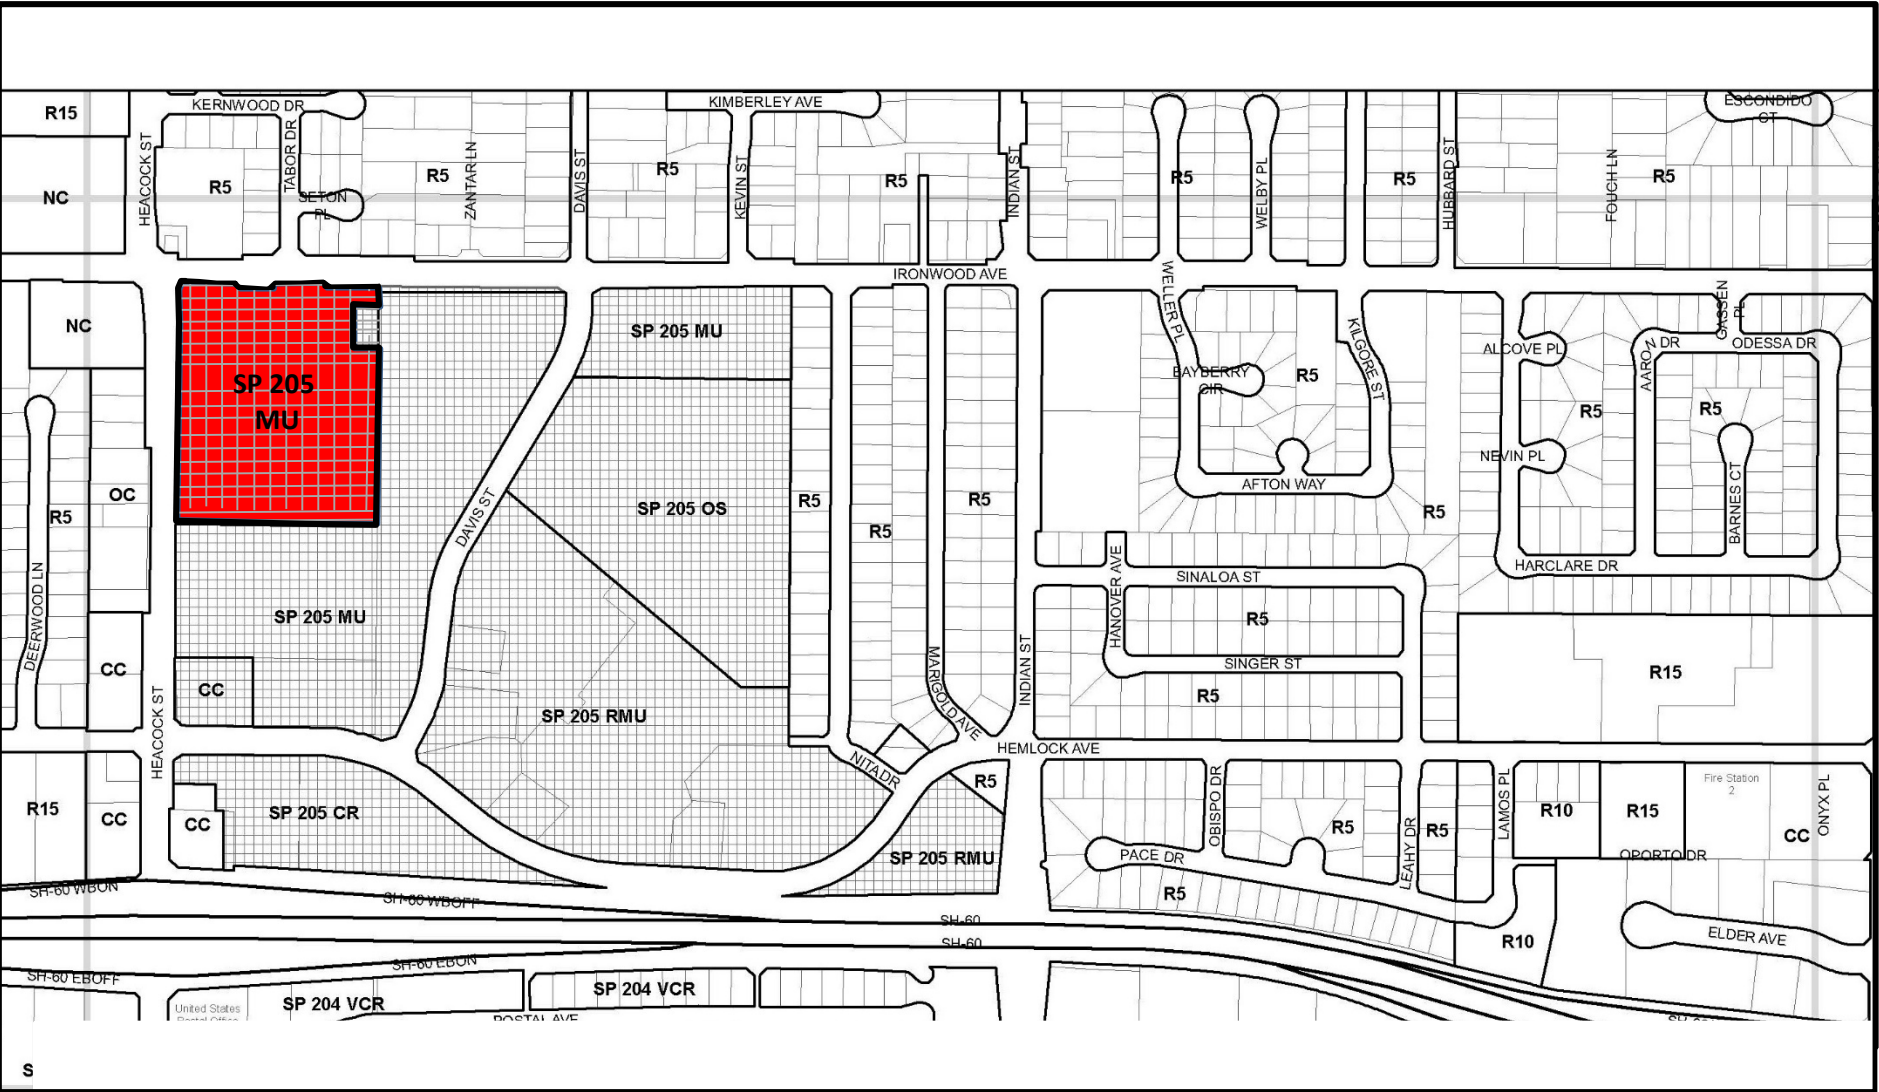 KERNWOOD DR
KIMBERLEY AVE
ESCONDIDO
CT
R15
HEACOCK ST
TABOR DR
R5
R5
ZANTAR LN
DAVIS ST
R5
KEVIN ST
R5
INDIAN ST
R5
WELBY PL
R5
HUBBARD ST
FOUCH LN
R5
NC
SETON
PL
IRONWOOD AVE
NC
SP 205
MU
SP 205 MU
WELLER PL
KILGORE ST
GASSEN
PL
ALCOVE PL
AARON DR
ODESSA DR
BAYBERRY
CIR
R5
R5
R5
OC
R5
DAVIS ST
SP 205 OS
R5
R5
R5
AFTON WAY
R5
NEVIN PL
BARNES CT
HARCLARE DR
DEERWOOD LN
HANOVER AVE
SINALOA ST
SP 205 MU
R5
INDIAN ST
SINGER ST
CC
CC
MARIGOLD AVE
R5
R15
SP 205 RMU
HEACOCK ST
HEMLOCK AVE
NITA DR
R5
OBISPO DR
LAMOS PL
Fire Station
2
ONYX PL
R15
CC
CC
SP 205 CR
R5
LEAHY DR
R5
R10
R15
CC
SP 205 RMU
PACE DR
OPORTO DR
SH-60 WBON
SH-60 WBOFF
R5
SH-60
SH-60
R10
ELDER AVE
SH-60 EBOFF
SH-60 EBON
United States
Postal Office
SP 204 VCR
SP 204 VCR
POSTAL AVE
S